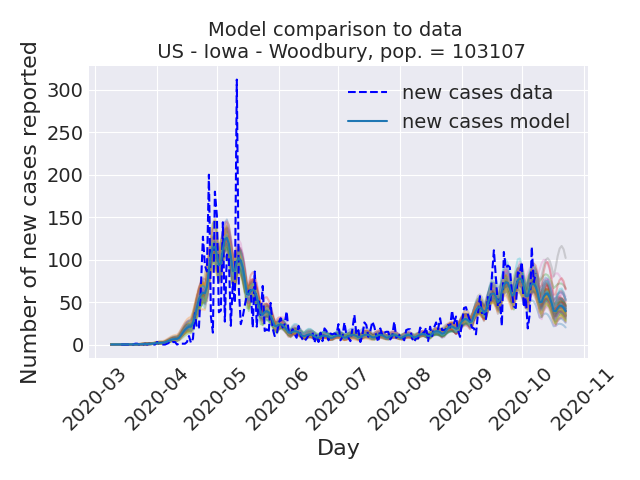 Model comparison to data
US - Iowa - Woodbury, pop. = 103107
Number of new cases reported
300
250
200
150
100
50
0
new cases data
new cases model
2020-03
2020-04
2020-05
2020-06
2020-07
2020-08
2020-09
2020-10
2020-11
Day